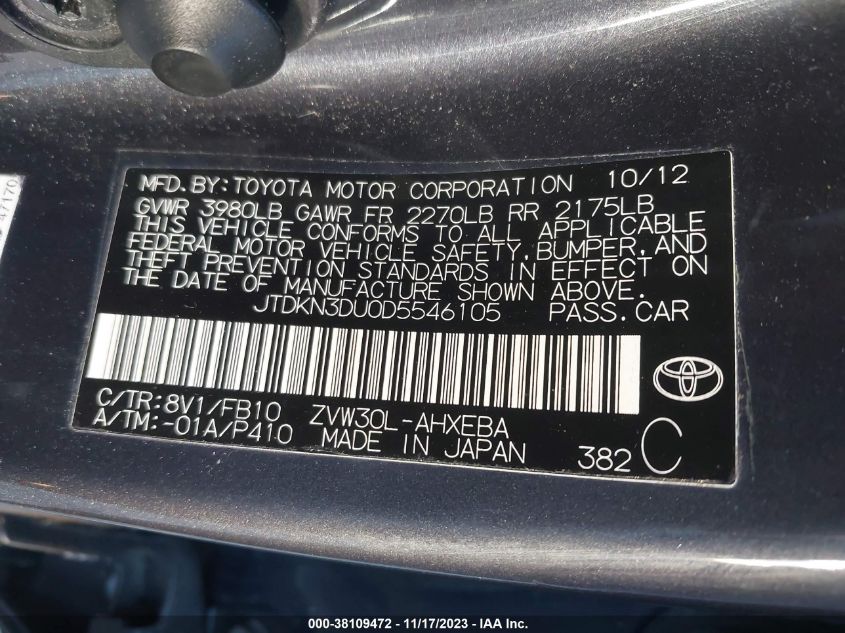 MFD. BY: TOYOTA MOTOR CORPORATION 10/12
GVWR 3980LB GAWR FR 2270LB RR 2175LB
THIS VEHICLE CONFORMS TO ALL APPLICABLE
FEDERAL MOTOR VEHICLE SAFETY, BUMPER, AND
THEFT PREVENTION STANDARDS IN EFFECT ON
THE DATE OF MANUFACTURE SHOWN ABOVE.
JTDKN3DU0D5546105 PASS. CAR
C/TR: 8V1/FB10 ZVW30L-AHXEBA
A/TM: -01A/P410 MADE IN JAPAN 382 C
47170
000-38109472 - 11/17/2023 - IAA Inc.